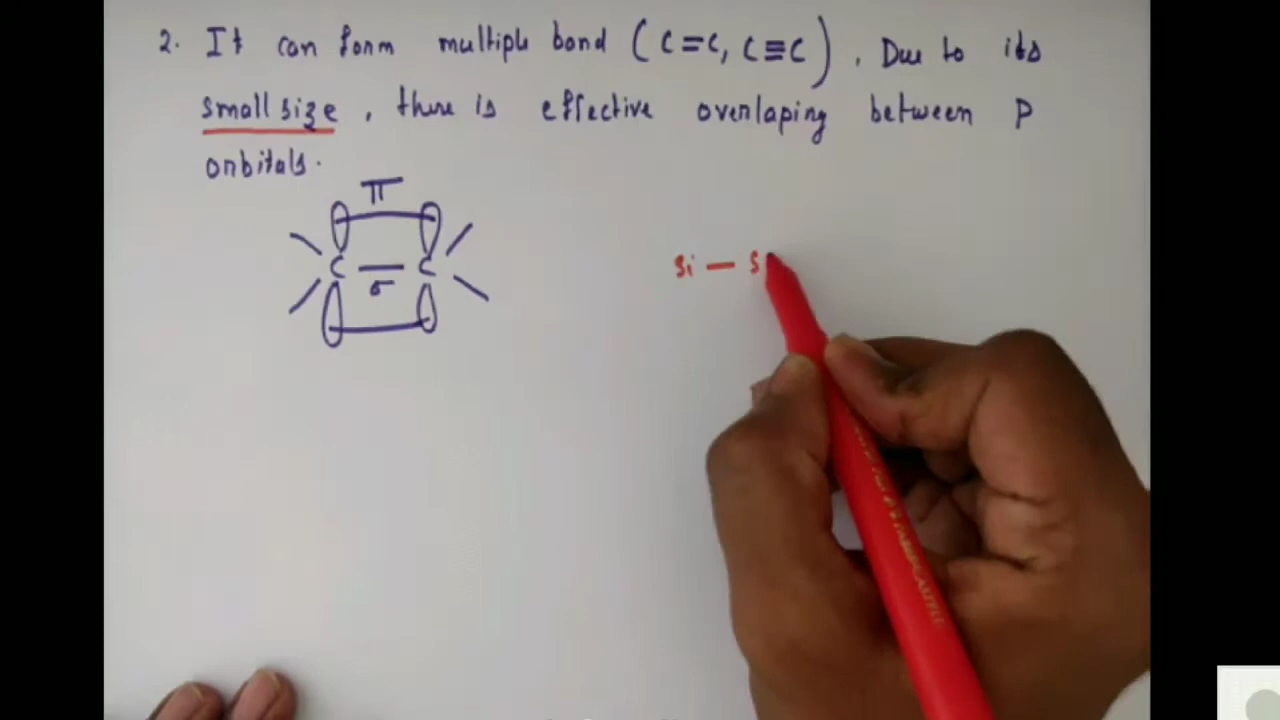 2. It can form multiple bond (C=C, C≡C). Due to its
small size, there is effective overlaping between P
orbitals.
π
C — C
σ
Si — S